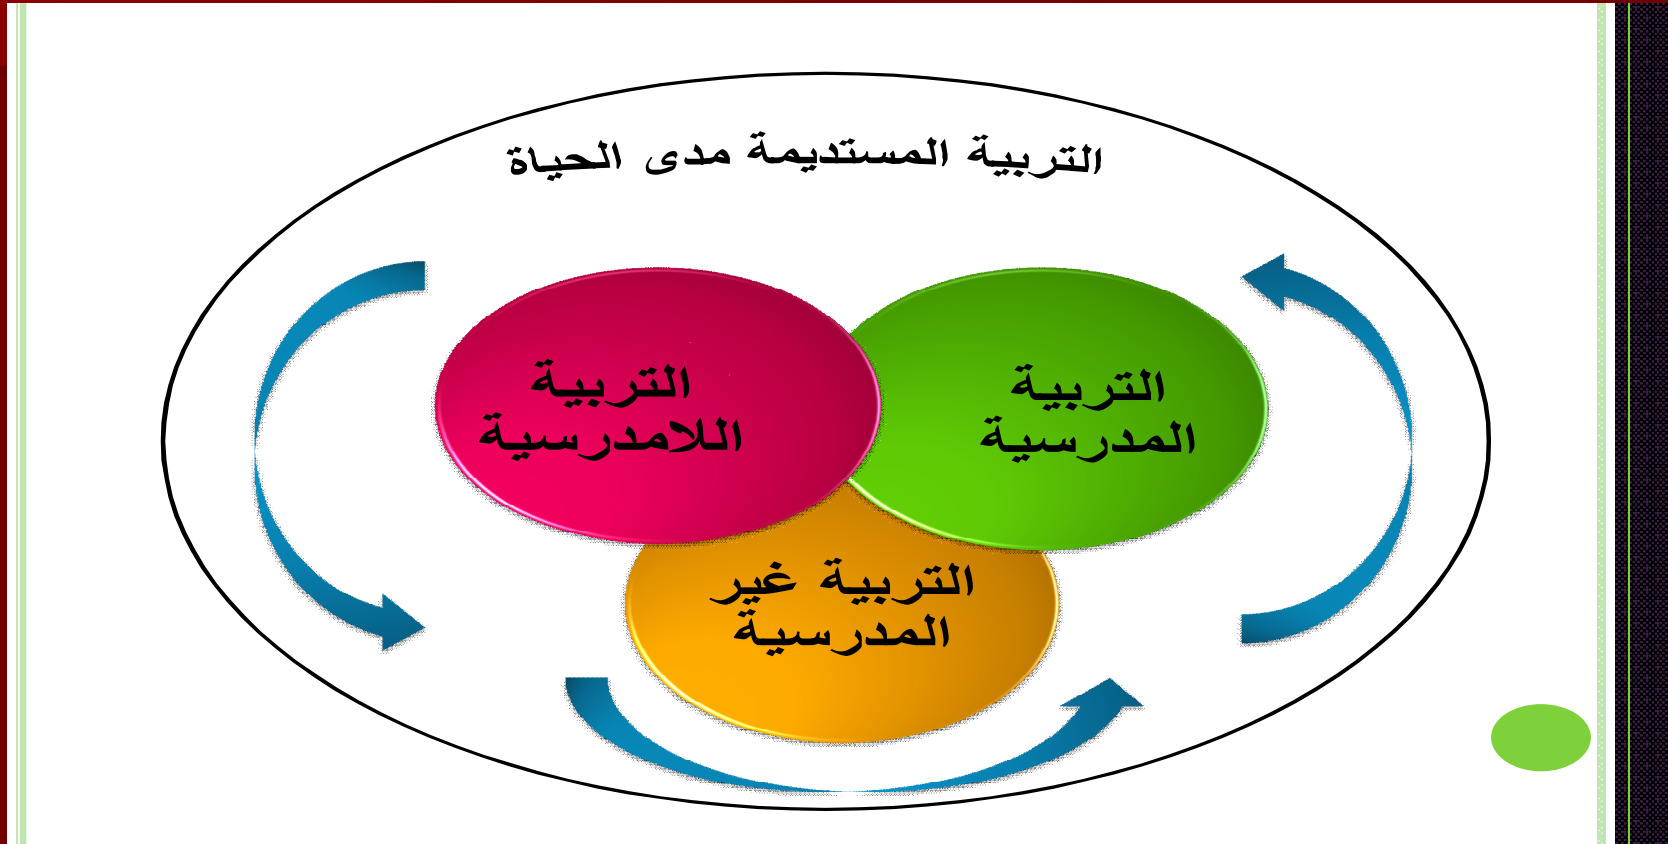 التربية المستديمة مدى الحياة
التربية
المدرسية
التربية
اللامدرسية
التربية غير
المدرسية